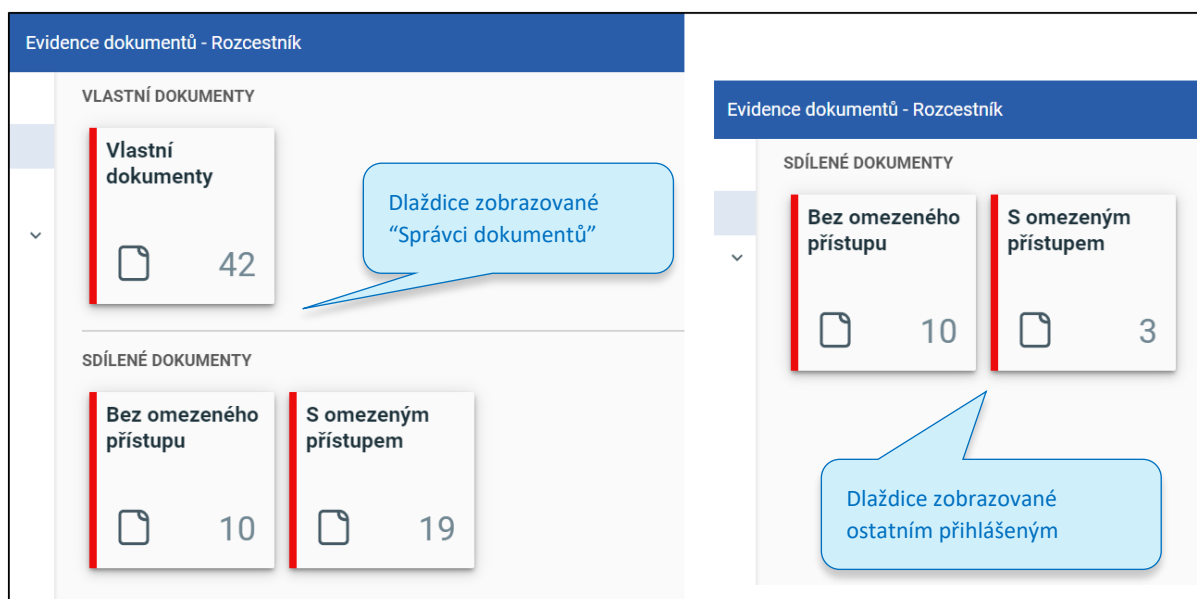 Evidence dokumentů - Rozcestník
VLASTNÍ DOKUMENTY
Vlastní
dokumenty
42
Dlaždice zobrazované
“Správci dokumentů”
SDÍLENÉ DOKUMENTY
Bez omezeného
přístupu
10
S omezeným
přístupem
19
Evidence dokumentů - Rozcestník
SDÍLENÉ DOKUMENTY
Bez omezeného
přístupu
10
S omezeným
přístupem
3
Dlaždice zobrazované
ostatním přihlášeným